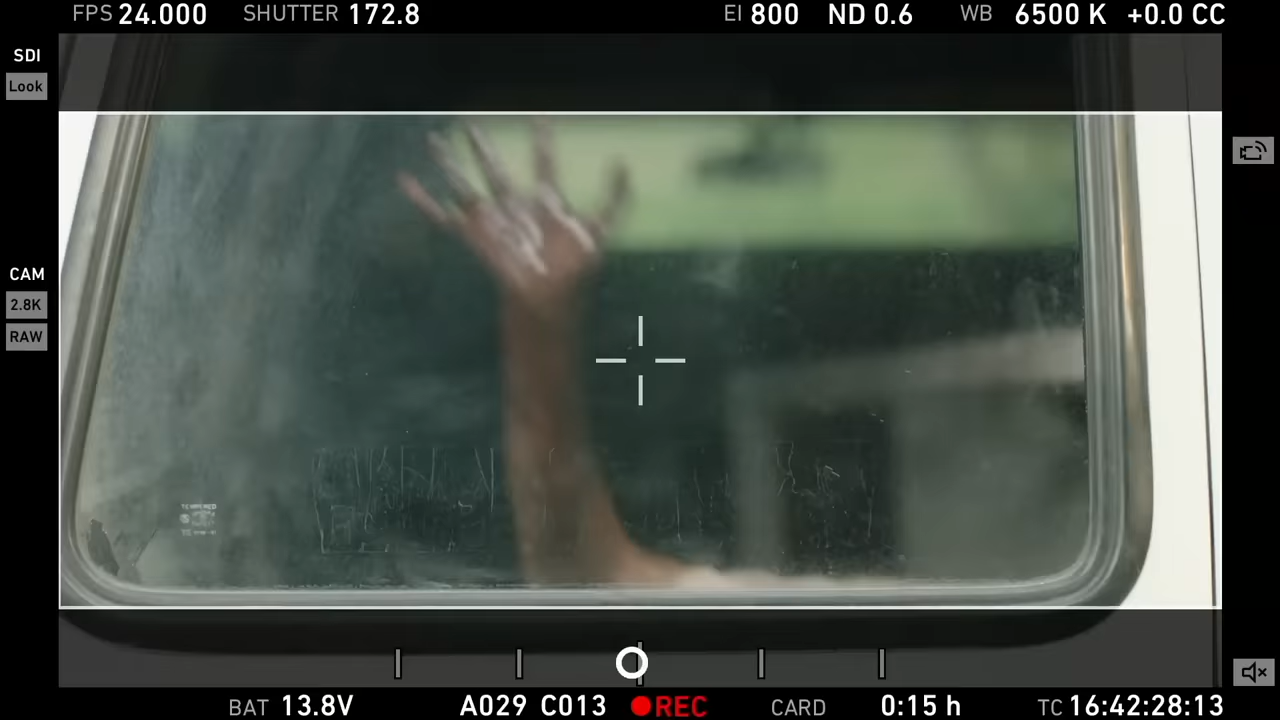 FPS 24.000 SHUTTER 172.8 EI 800 ND 0.6 WB 6500 K +0.0 CC
SDI
Look
CAM
2.8K
RAW
BAT 13.8V A029 C013 REC CARD 0:15 h TC 16:42:28:13